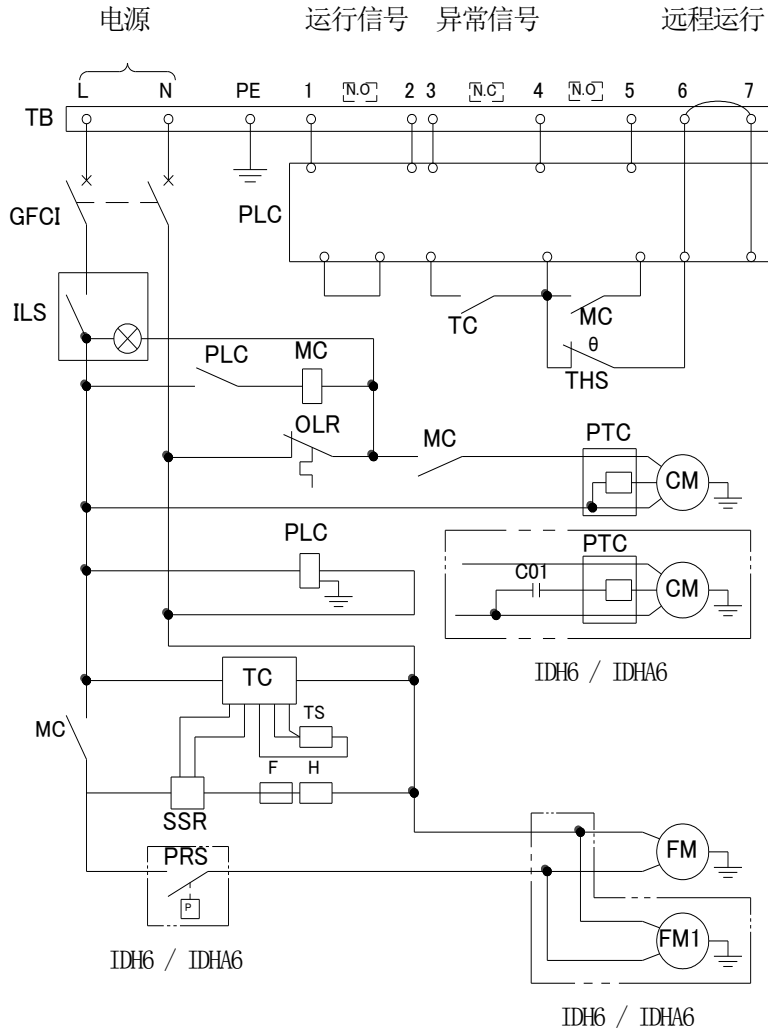 电源 运行信号 异常信号 远程运行
L N PE 1 N.O 2 3 N.C 4 N.O 5 6 7
TB
GFCI
PLC
ILS
TC MC
θ
THS
PLC MC
OLR MC PTC
CM
PLC
PTC
C01
CM
IDH6 / IDHA6
TC
TS
MC
F H
SSR
PRS
FM
P
FM1
IDH6 / IDHA6
IDH6 / IDHA6